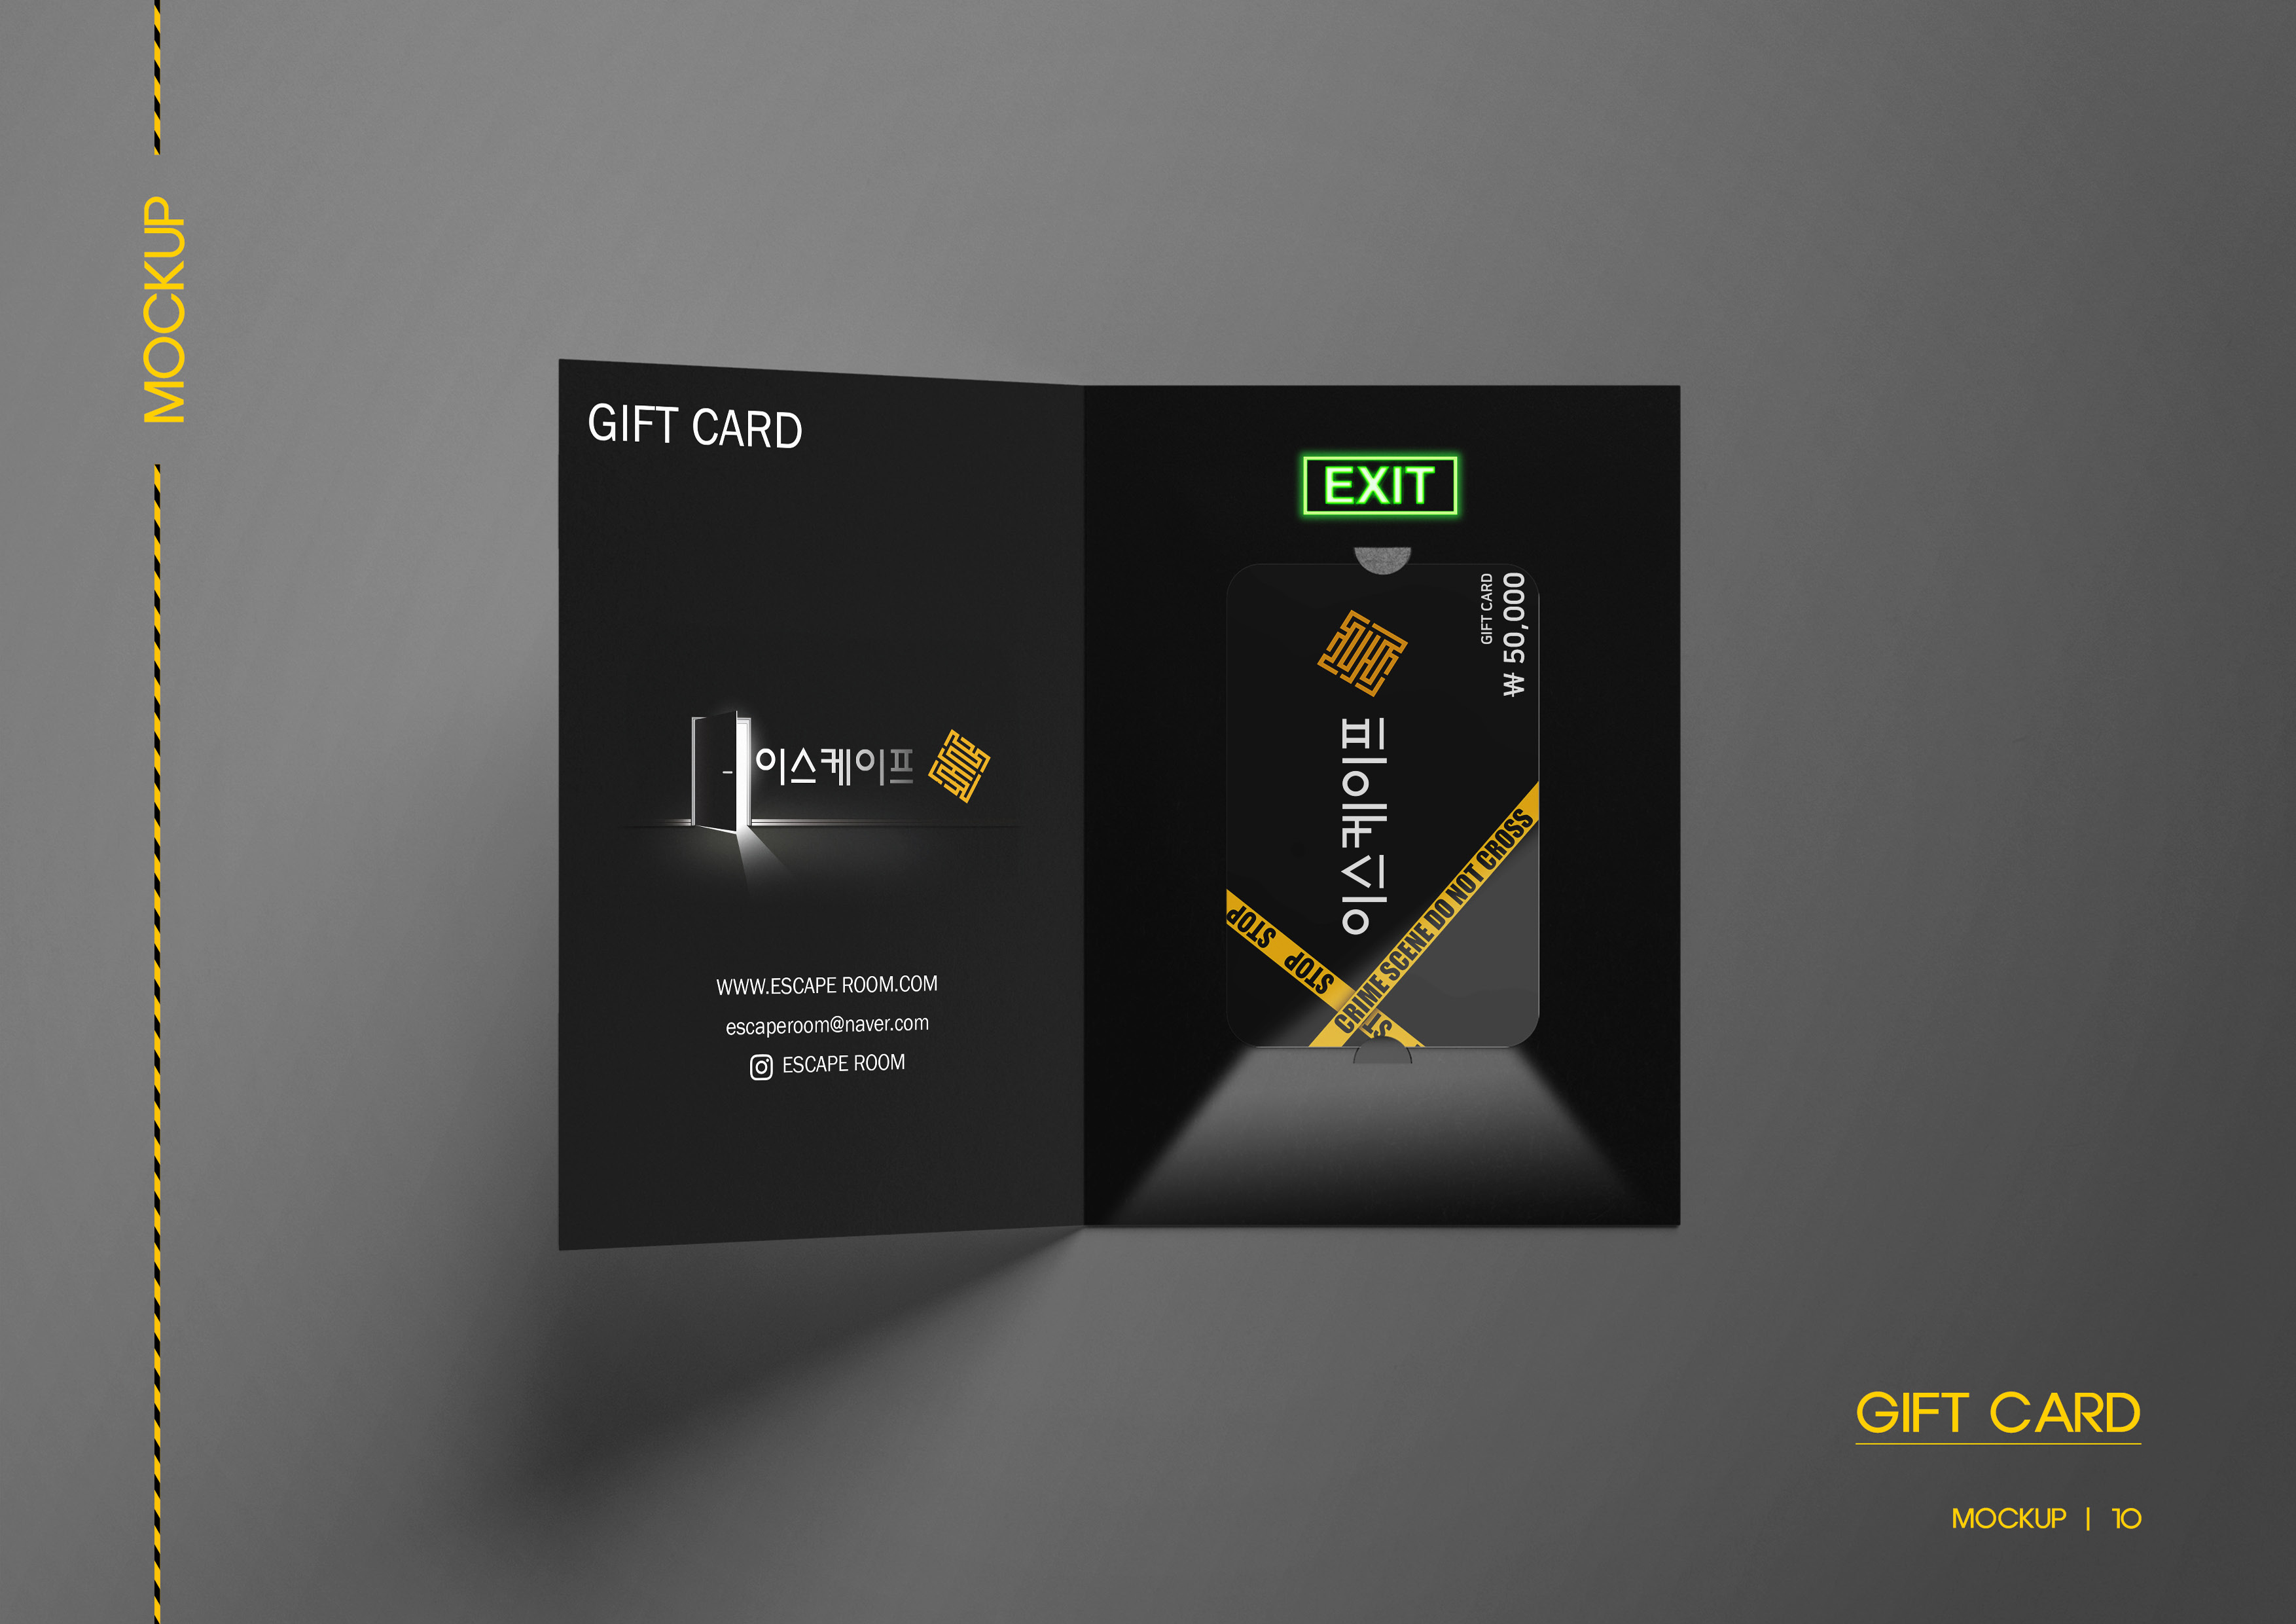 MOCKUP
GIFT CARD
이스케이프
WWW.ESCAPE ROOM.COM
escaperoom@naver.com
ESCAPE ROOM
EXIT
GIFT CARD
₩ 50,000
이스케이프
STOP STOP
CRIME SCENE DO NOT CROSS
GIFT CARD
MOCKUP | 10